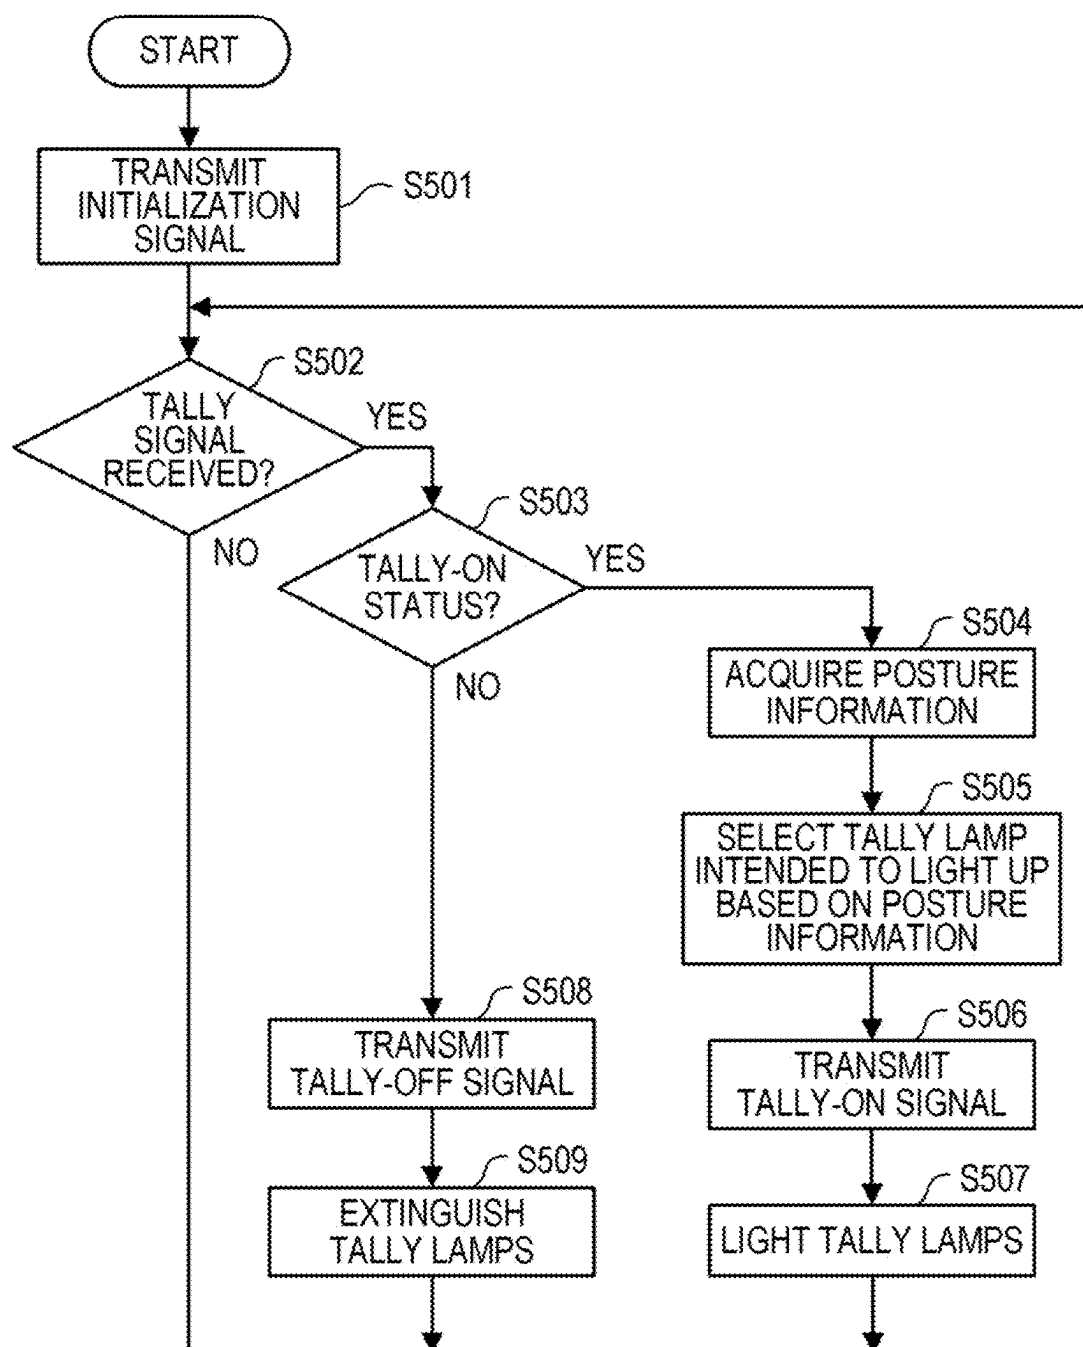 START
TRANSMIT
INITIALIZATION
SIGNAL
S501
S502
TALLY
SIGNAL
RECEIVED?
YES
NO
S503
TALLY-ON
STATUS?
YES
NO
S504
ACQUIRE POSTURE
INFORMATION
S505
SELECT TALLY LAMP
INTENDED TO LIGHT UP
BASED ON POSTURE
INFORMATION
S508
TRANSMIT
TALLY-OFF SIGNAL
S506
TRANSMIT
TALLY-ON SIGNAL
S509
EXTINGUISH
TALLY LAMPS
S507
LIGHT TALLY LAMPS